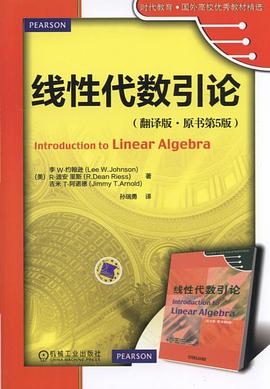 PEARSON
时代教育·国外高校优秀教材精选
线性代数引论
（翻译版·原书第5版）
Introduction to Linear Algebra
李 W·约翰逊 (Lee W.Johnson)
(美) R·迪安 里斯 (R.Dean Riess) 著
吉米 T·阿诺德 (Jimmy T.Arnold)
孙瑞勇 译
线性代数引论
Introduction to
Linear Algebra
机械工业出版社
CHINA MACHINE PRESS
PEARSON